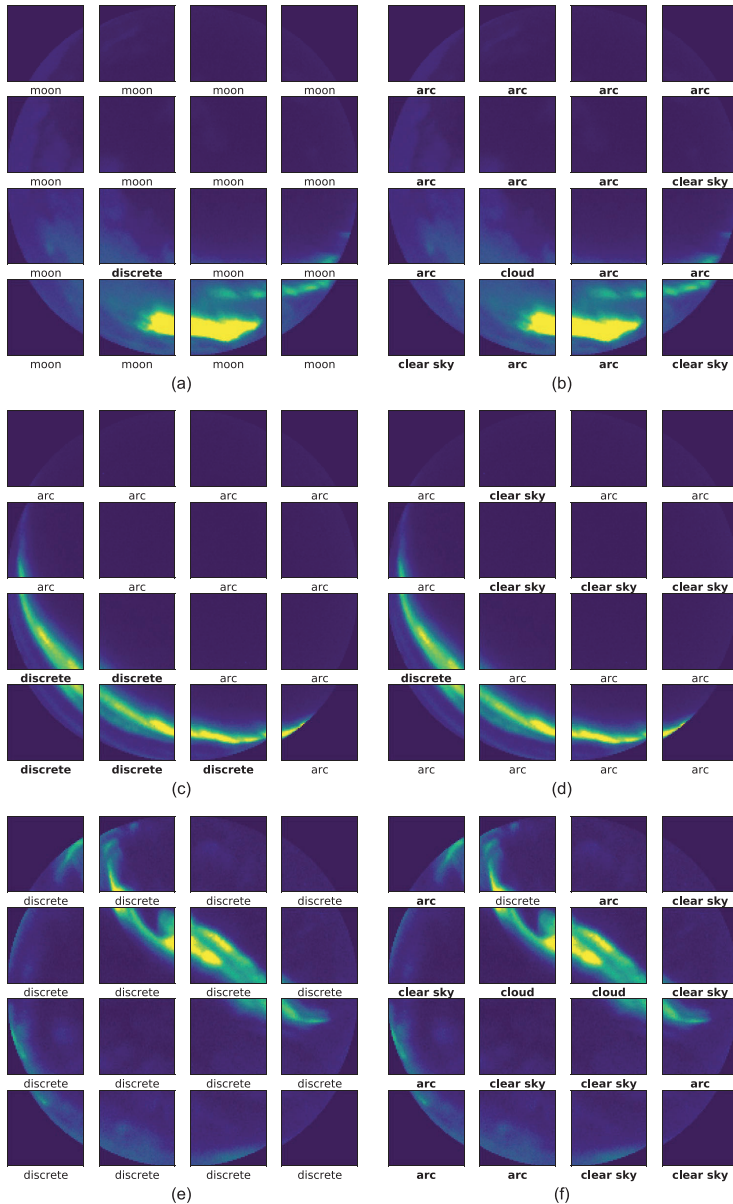 moon moon moon moon arc arc arc arc
moon moon moon moon arc arc arc clear sky
moon discrete moon moon arc cloud arc arc
moon moon moon moon clear sky arc arc clear sky
(a) (b)
arc arc arc arc arc clear sky arc arc
arc arc arc arc arc clear sky clear sky clear sky
discrete discrete arc arc discrete arc arc arc
discrete discrete discrete arc arc arc arc arc
(c) (d)
discrete discrete discrete discrete arc discrete arc clear sky
discrete discrete discrete discrete clear sky cloud cloud clear sky
discrete discrete discrete discrete arc clear sky clear sky arc
discrete discrete discrete discrete arc arc clear sky clear sky
(e) (f)